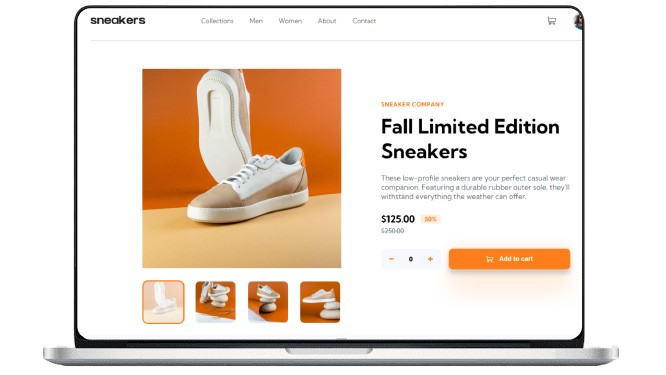 sneakers
Collections Men Women About Contact
SNEAKER COMPANY
Fall Limited Edition
Sneakers
These low-profile sneakers are your perfect casual wear
companion. Featuring a durable rubber outer sole, they'll
withstand everything the weather can offer.
$125.00 50%
$250.00
− 0 + Add to cart